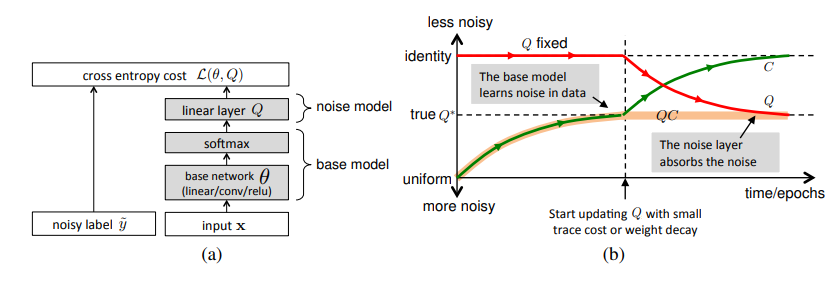 cross entropy cost ℒ(θ, Q)
linear layer Q
noise model
softmax
base model
base network θ
(linear/conv/relu)
noisy label ỹ
input x
(a)
less noisy
Q fixed
identity
C
The base model
learns noise in data
Q
true Q*
QC
The noise layer
absorbs the noise
uniform
time/epochs
more noisy
Start updating Q with small
trace cost or weight decay
(b)